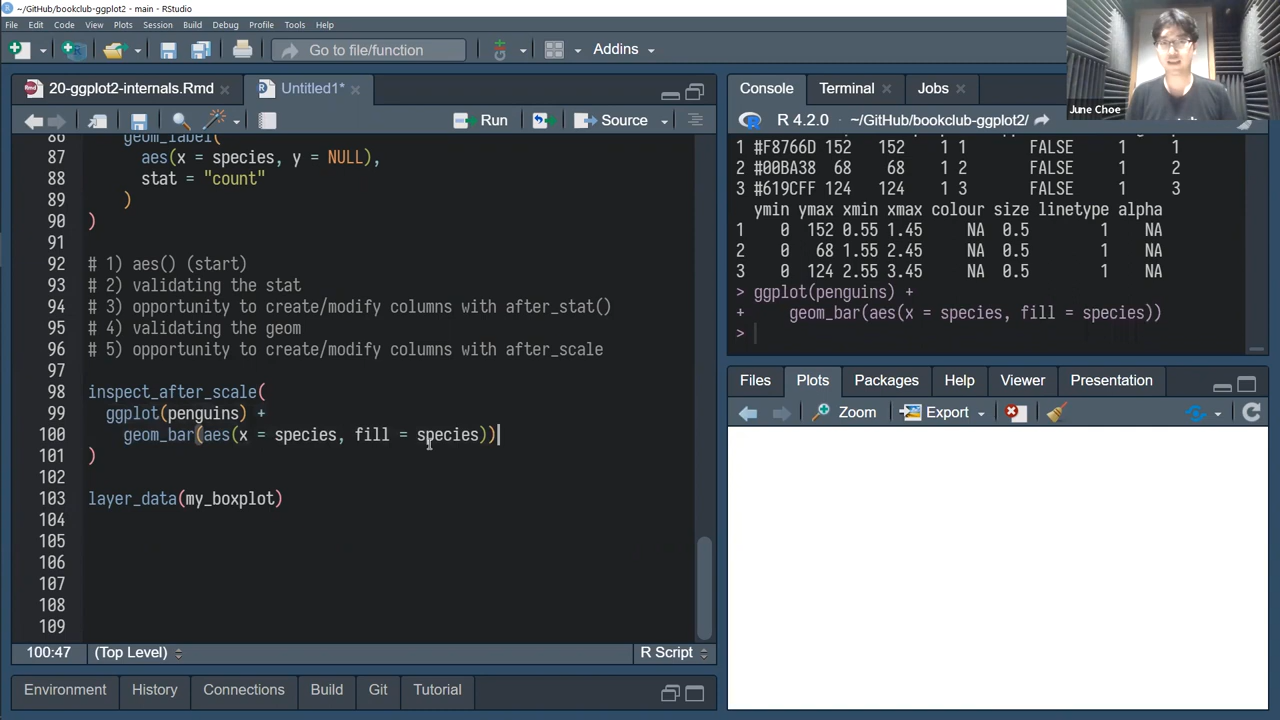 ~/GitHub/bookclub-ggplot2 - main - RStudio
File Edit Code View Plots Session Build Debug Profile Tools Help
Go to file/function
Addins
20-ggplot2-internals.Rmd
Untitled1*
Run
Source
86 geom_label(
87 aes(x = species, y = NULL),
88 stat = "count"
89 )
90 )
91
92 # 1) aes() (start)
93 # 2) validating the stat
94 # 3) opportunity to create/modify columns with after_stat()
95 # 4) validating the geom
96 # 5) opportunity to create/modify columns with after_scale
97
98 inspect_after_scale(
99 ggplot(penguins) +
100 geom_bar(aes(x = species, fill = species))
101 )
102
103 layer_data(my_boxplot)
104
105
106
107
108
109
100:47 (Top Level) R Script
Environment History Connections Build Git Tutorial
June Choe
Console Terminal Jobs
R 4.2.0 ~/GitHub/bookclub-ggplot2/
1 #F8766D 152 152 1 1 FALSE 1 1
2 #00BA38 68 68 1 2 FALSE 1 2
3 #619CFF 124 124 1 3 FALSE 1 3
ymin ymax xmin xmax colour size linetype alpha
1 0 152 0.55 1.45 NA 0.5 1 NA
2 0 68 1.55 2.45 NA 0.5 1 NA
3 0 124 2.55 3.45 NA 0.5 1 NA
> ggplot(penguins) +
+ geom_bar(aes(x = species, fill = species))
>
Files Plots Packages Help Viewer Presentation
Zoom Export